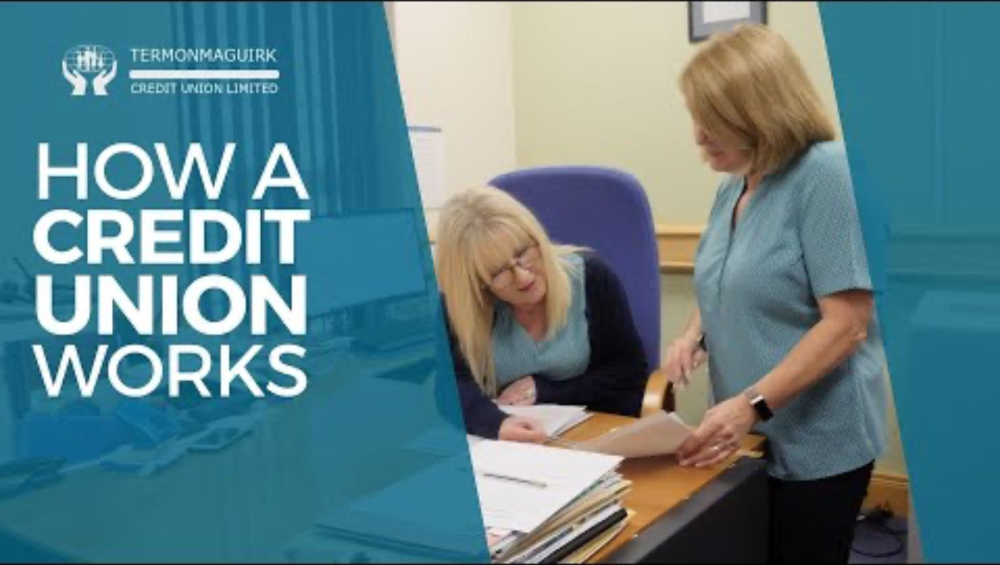 TERMONMAGUIRK
CREDIT UNION LIMITED
HOW A
CREDIT
UNION
WORKS